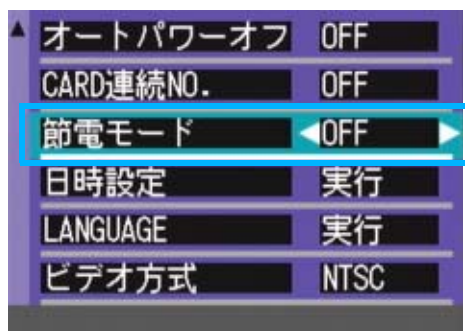 オートパワーオフ OFF
CARD連続NO. OFF
節電モード OFF
日時設定 実行
LANGUAGE 実行
ビデオ方式 NTSC